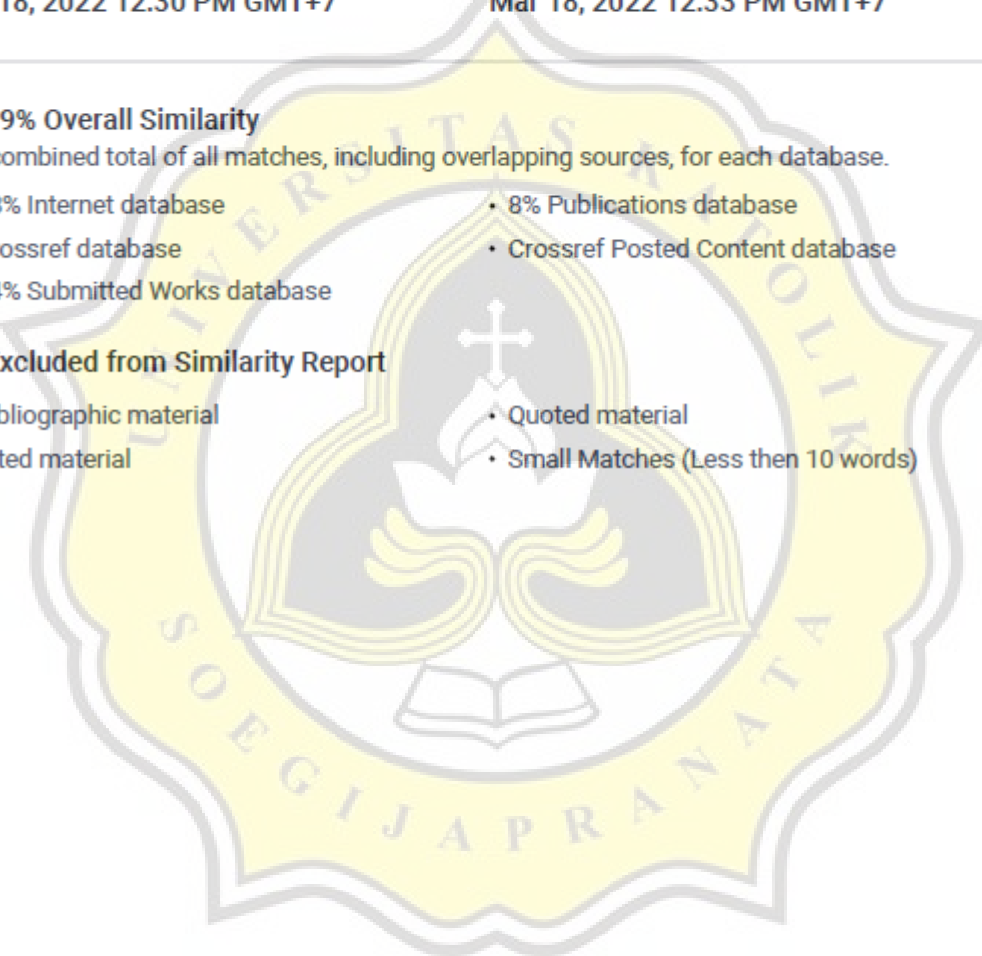 18, 2022 12:30 PM GMT+7 Mar 18, 2022 12:33 PM GMT+7
9% Overall Similarity
combined total of all matches, including overlapping sources, for each database.
% Internet database • 8% Publications database
ossref database • Crossref Posted Content database
4% Submitted Works database
xcluded from Similarity Report
bliographic material • Quoted material
ted material • Small Matches (Less then 10 words)
UNIVERSITAS KATOLIK
SOEGIJAPRANATA